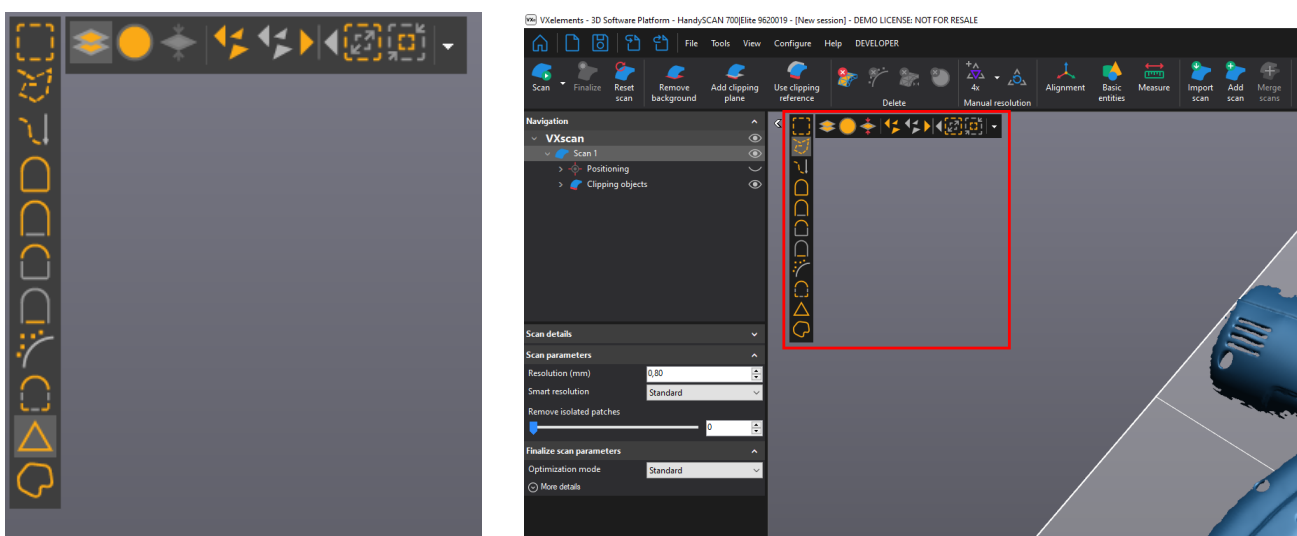 VXelements - 3D Software Platform - HandySCAN 700|Elite 9620019 - [New session] - DEMO LICENSE: NOT FOR RESALE
File Tools View Configure Help DEVELOPER
Scan Finalize Reset scan Remove background Add clipping plane Use clipping reference Delete 4x Manual resolution Alignment Basic entities Measure Import scan Add scan Merge scans
Navigation
VXscan
Scan 1
Positioning
Clipping objects
Scan details
Scan parameters
Resolution (mm) 0,80
Smart resolution Standard
Remove isolated patches
0
Finalize scan parameters
Optimization mode Standard
More details